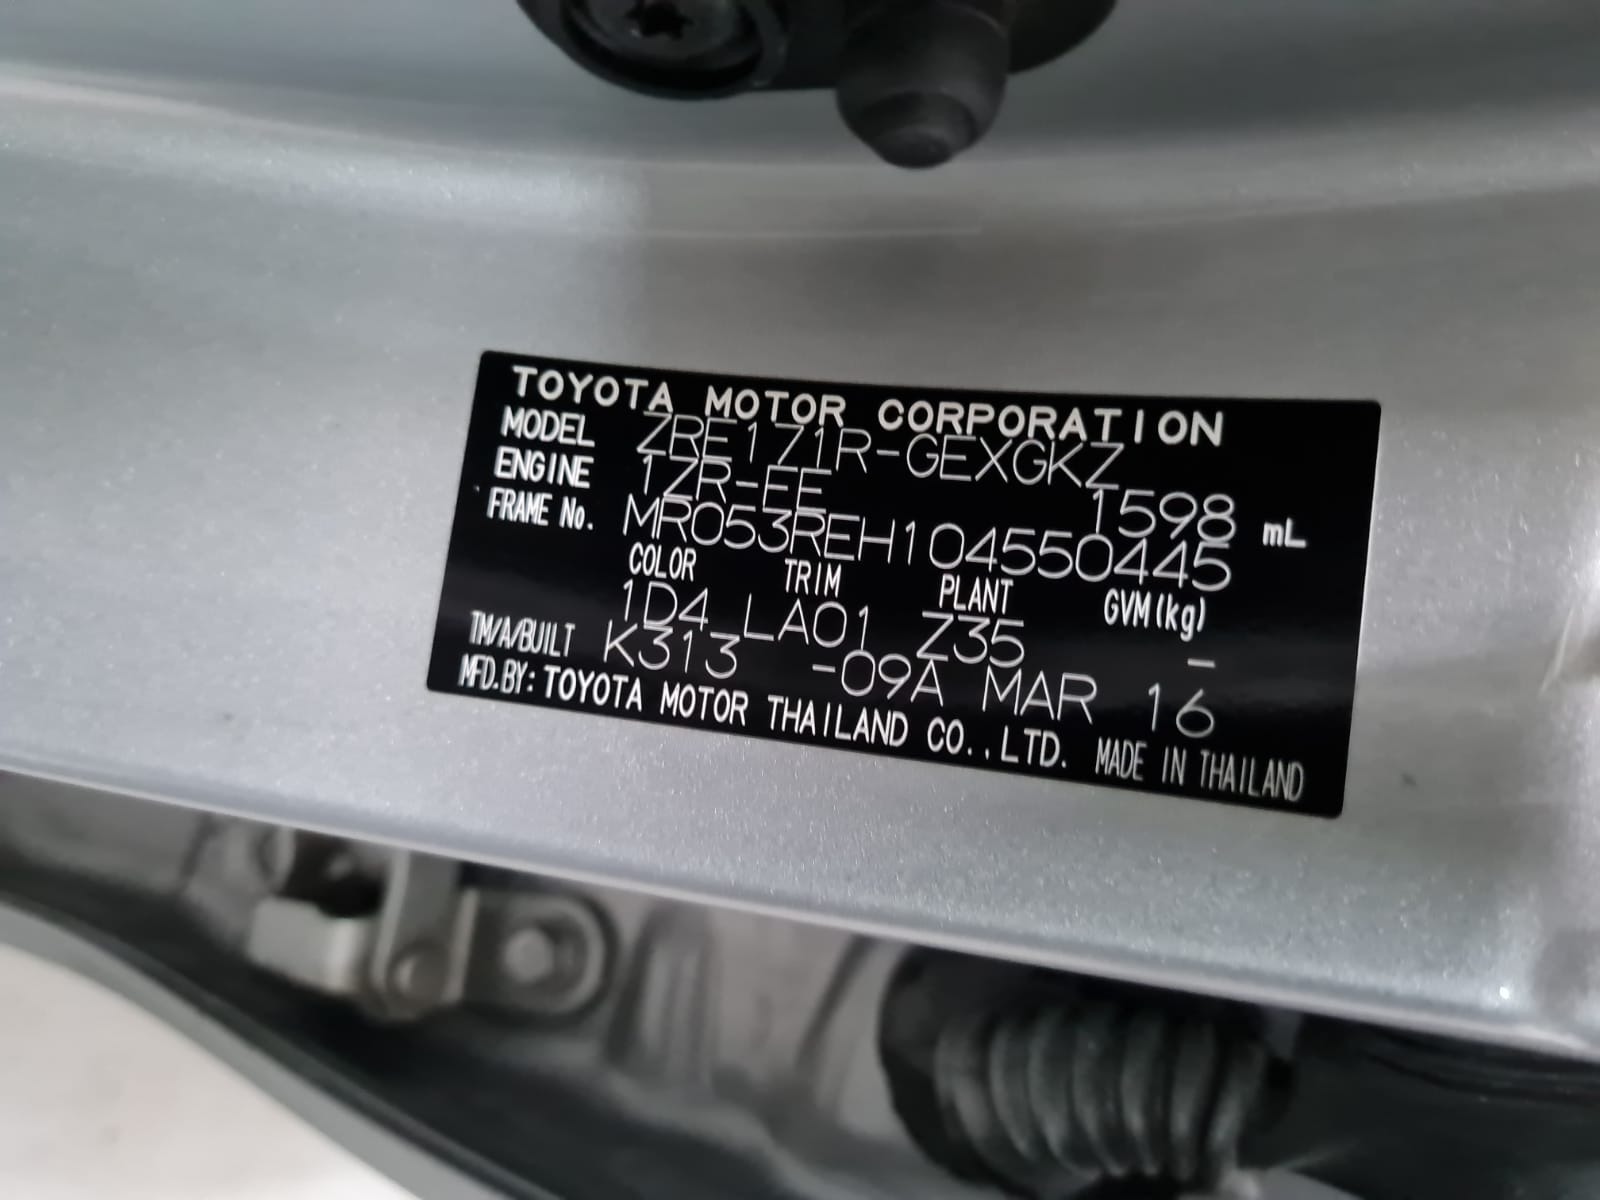 TOYOTA MOTOR CORPORATION
MODEL ZRE171R-GEXGKZ
ENGINE 1ZR-FE 1598 mL
FRAME No. MR053REH104550445
COLOR TRIM PLANT GVM(kg)
1D4 LA01 Z35 -
TM/A/BUILT K313 -09A MAR 16
MFD.BY: TOYOTA MOTOR THAILAND CO.,LTD. MADE IN THAILAND